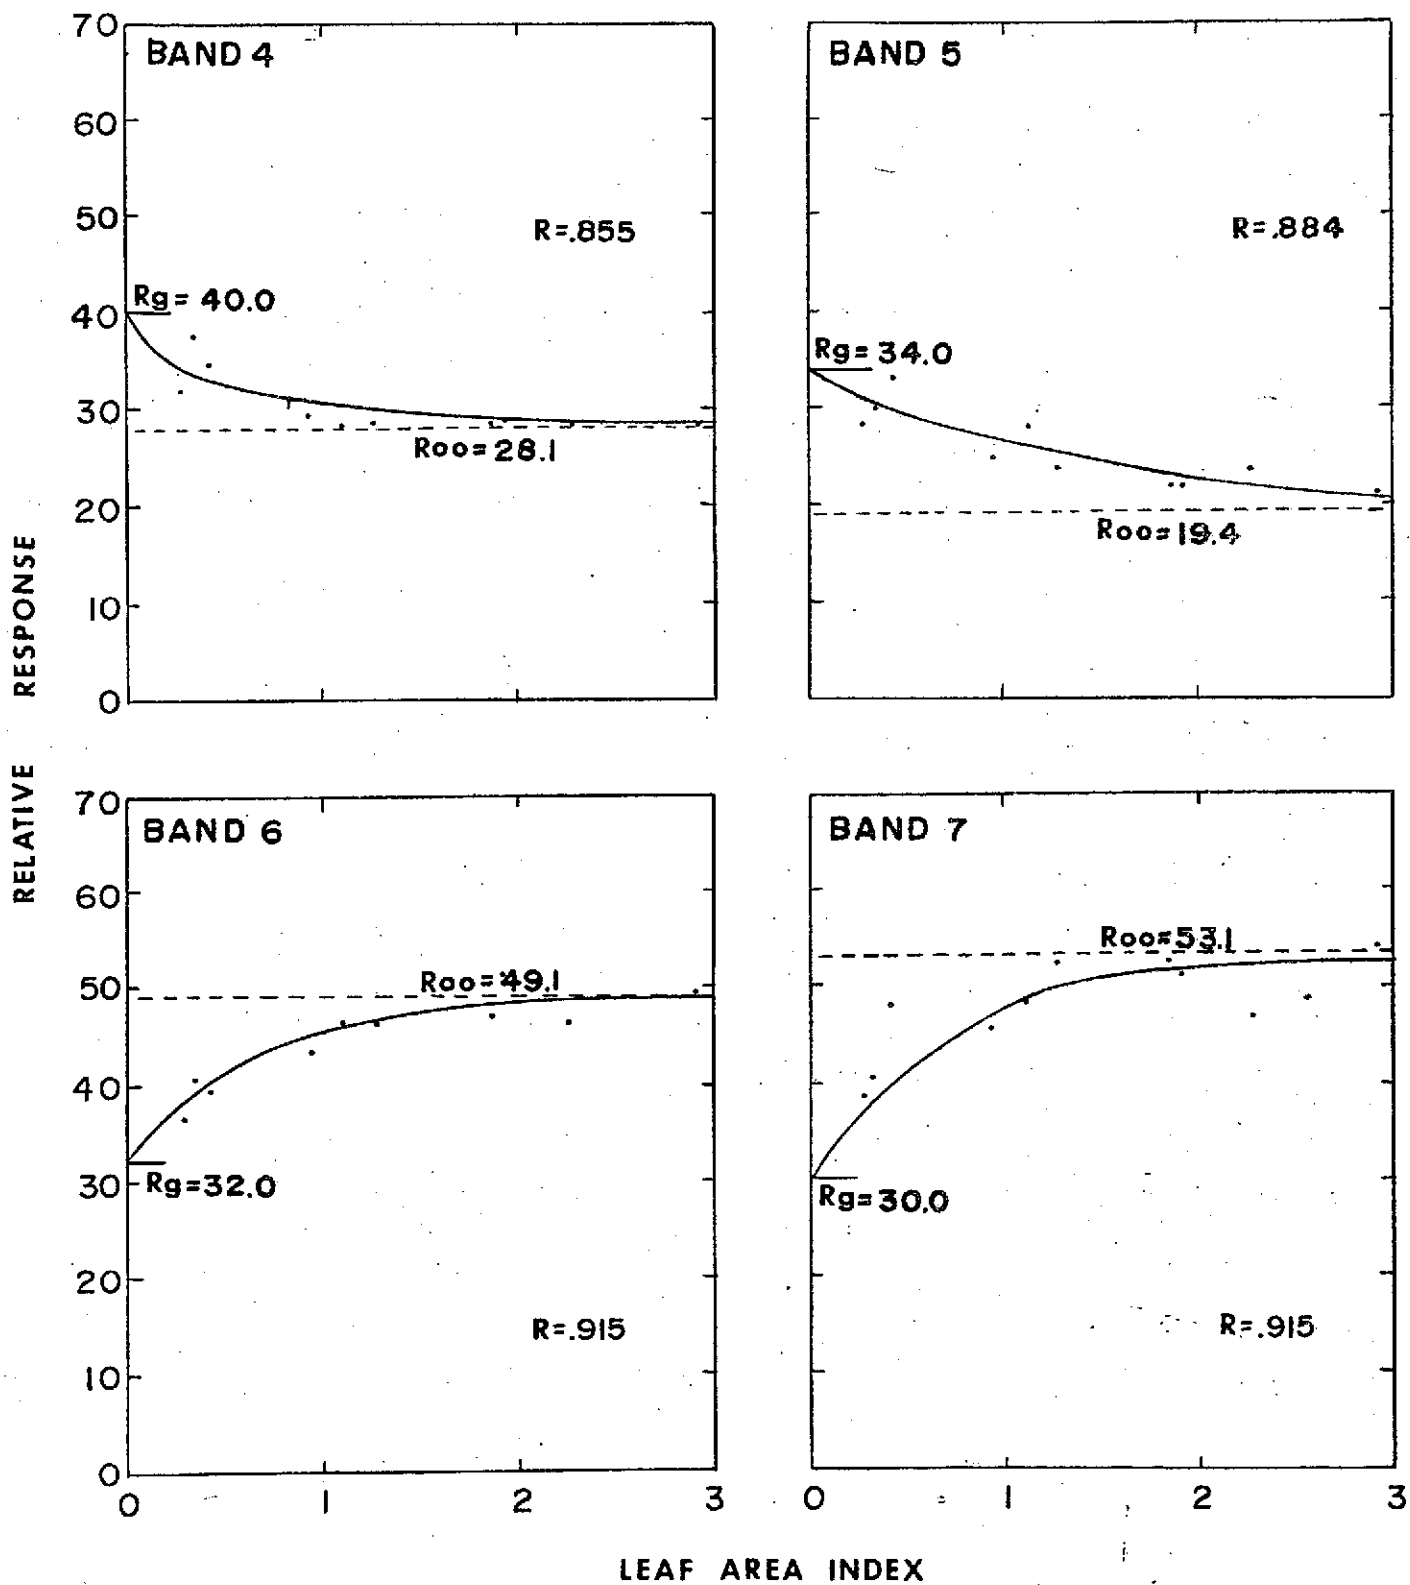 70
BAND 4
60
50
R=.855
Rg= 40.0
40
30
Roo=28.1
20
10
0
BAND 5
R=.884
Rg= 34.0
Roo=19.4
RELATIVE RESPONSE
70
BAND 6
60
Roo=49.1
50
40
30
Rg=32.0
20
R=.915
10
0
0 1 2 3
BAND 7
Roo=53.1
Rg=30.0
R=.915
0 1 2 3
LEAF AREA INDEX